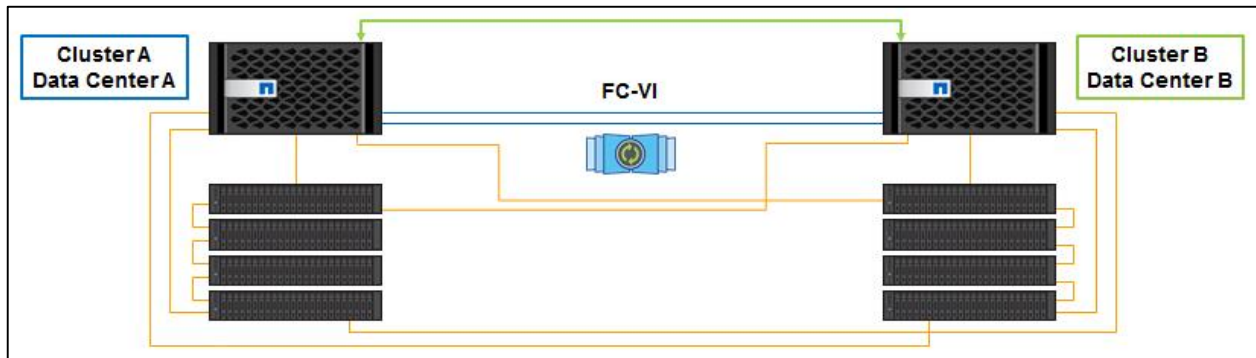 Cluster A
Data Center A
FC-VI
Cluster B
Data Center B